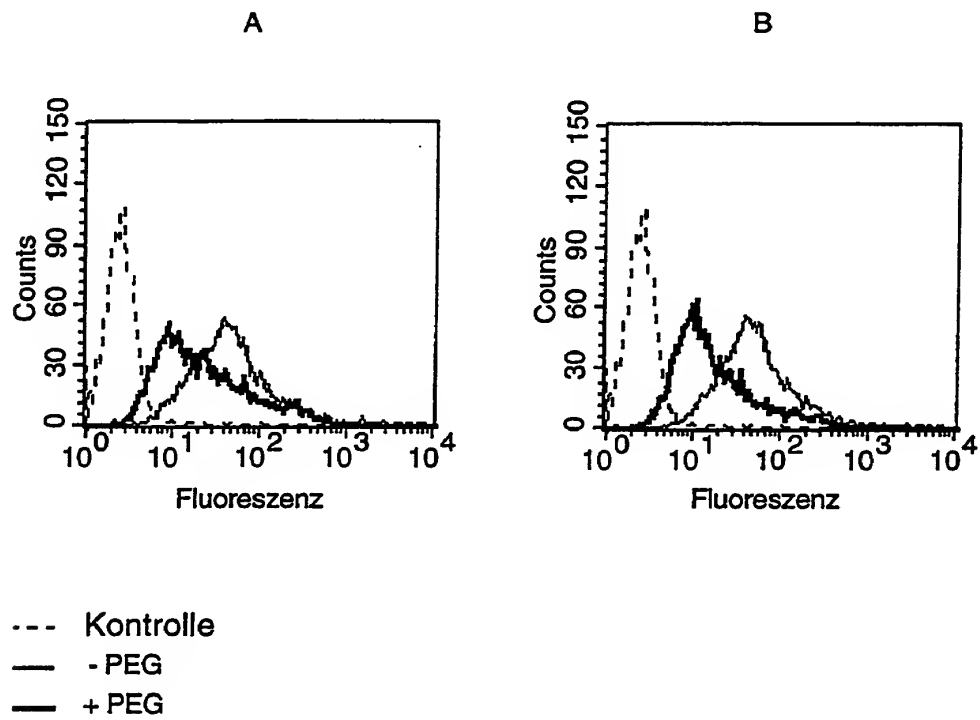 A
B
Counts
150
120
90
60
30
0
10^0 10^1 10^2 10^3 10^4
Fluoreszenz
Counts
150
120
90
60
30
0
10^0 10^1 10^2 10^3 10^4
Fluoreszenz
--- Kontrolle
— - PEG
— + PEG